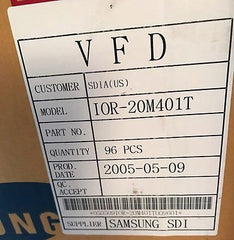 VFD
CUSTOMER SDIA(US)
MODEL IOR-20M401T
PART NO.
QUANTITY 96 PCS
PROD. DATE 2005-05-09
QC. ACCEPT
SUPPLIER SAMSUNG SDI
NG